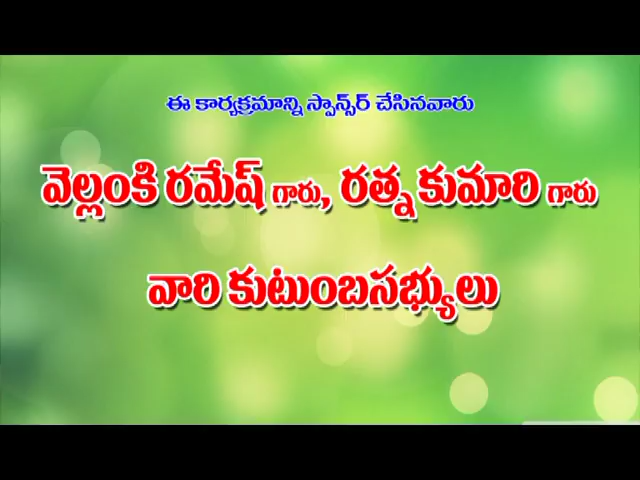 ఈ కార్యక్రమాన్ని స్పాన్సర్ చేసినవారు
వెల్లంకి రమేష్ గారు, రత్న కుమారి గారు
వారి కుటుంబసభ్యులు